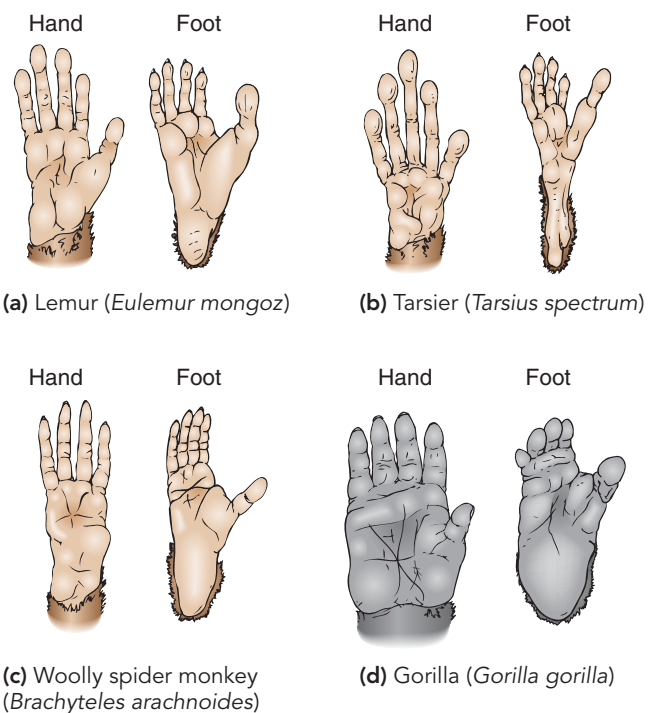 Hand Foot Hand Foot
(a) Lemur (Eulemur mongoz) (b) Tarsier (Tarsius spectrum)
Hand Foot Hand Foot
(c) Woolly spider monkey
(Brachyteles arachnoides)
(d) Gorilla (Gorilla gorilla)